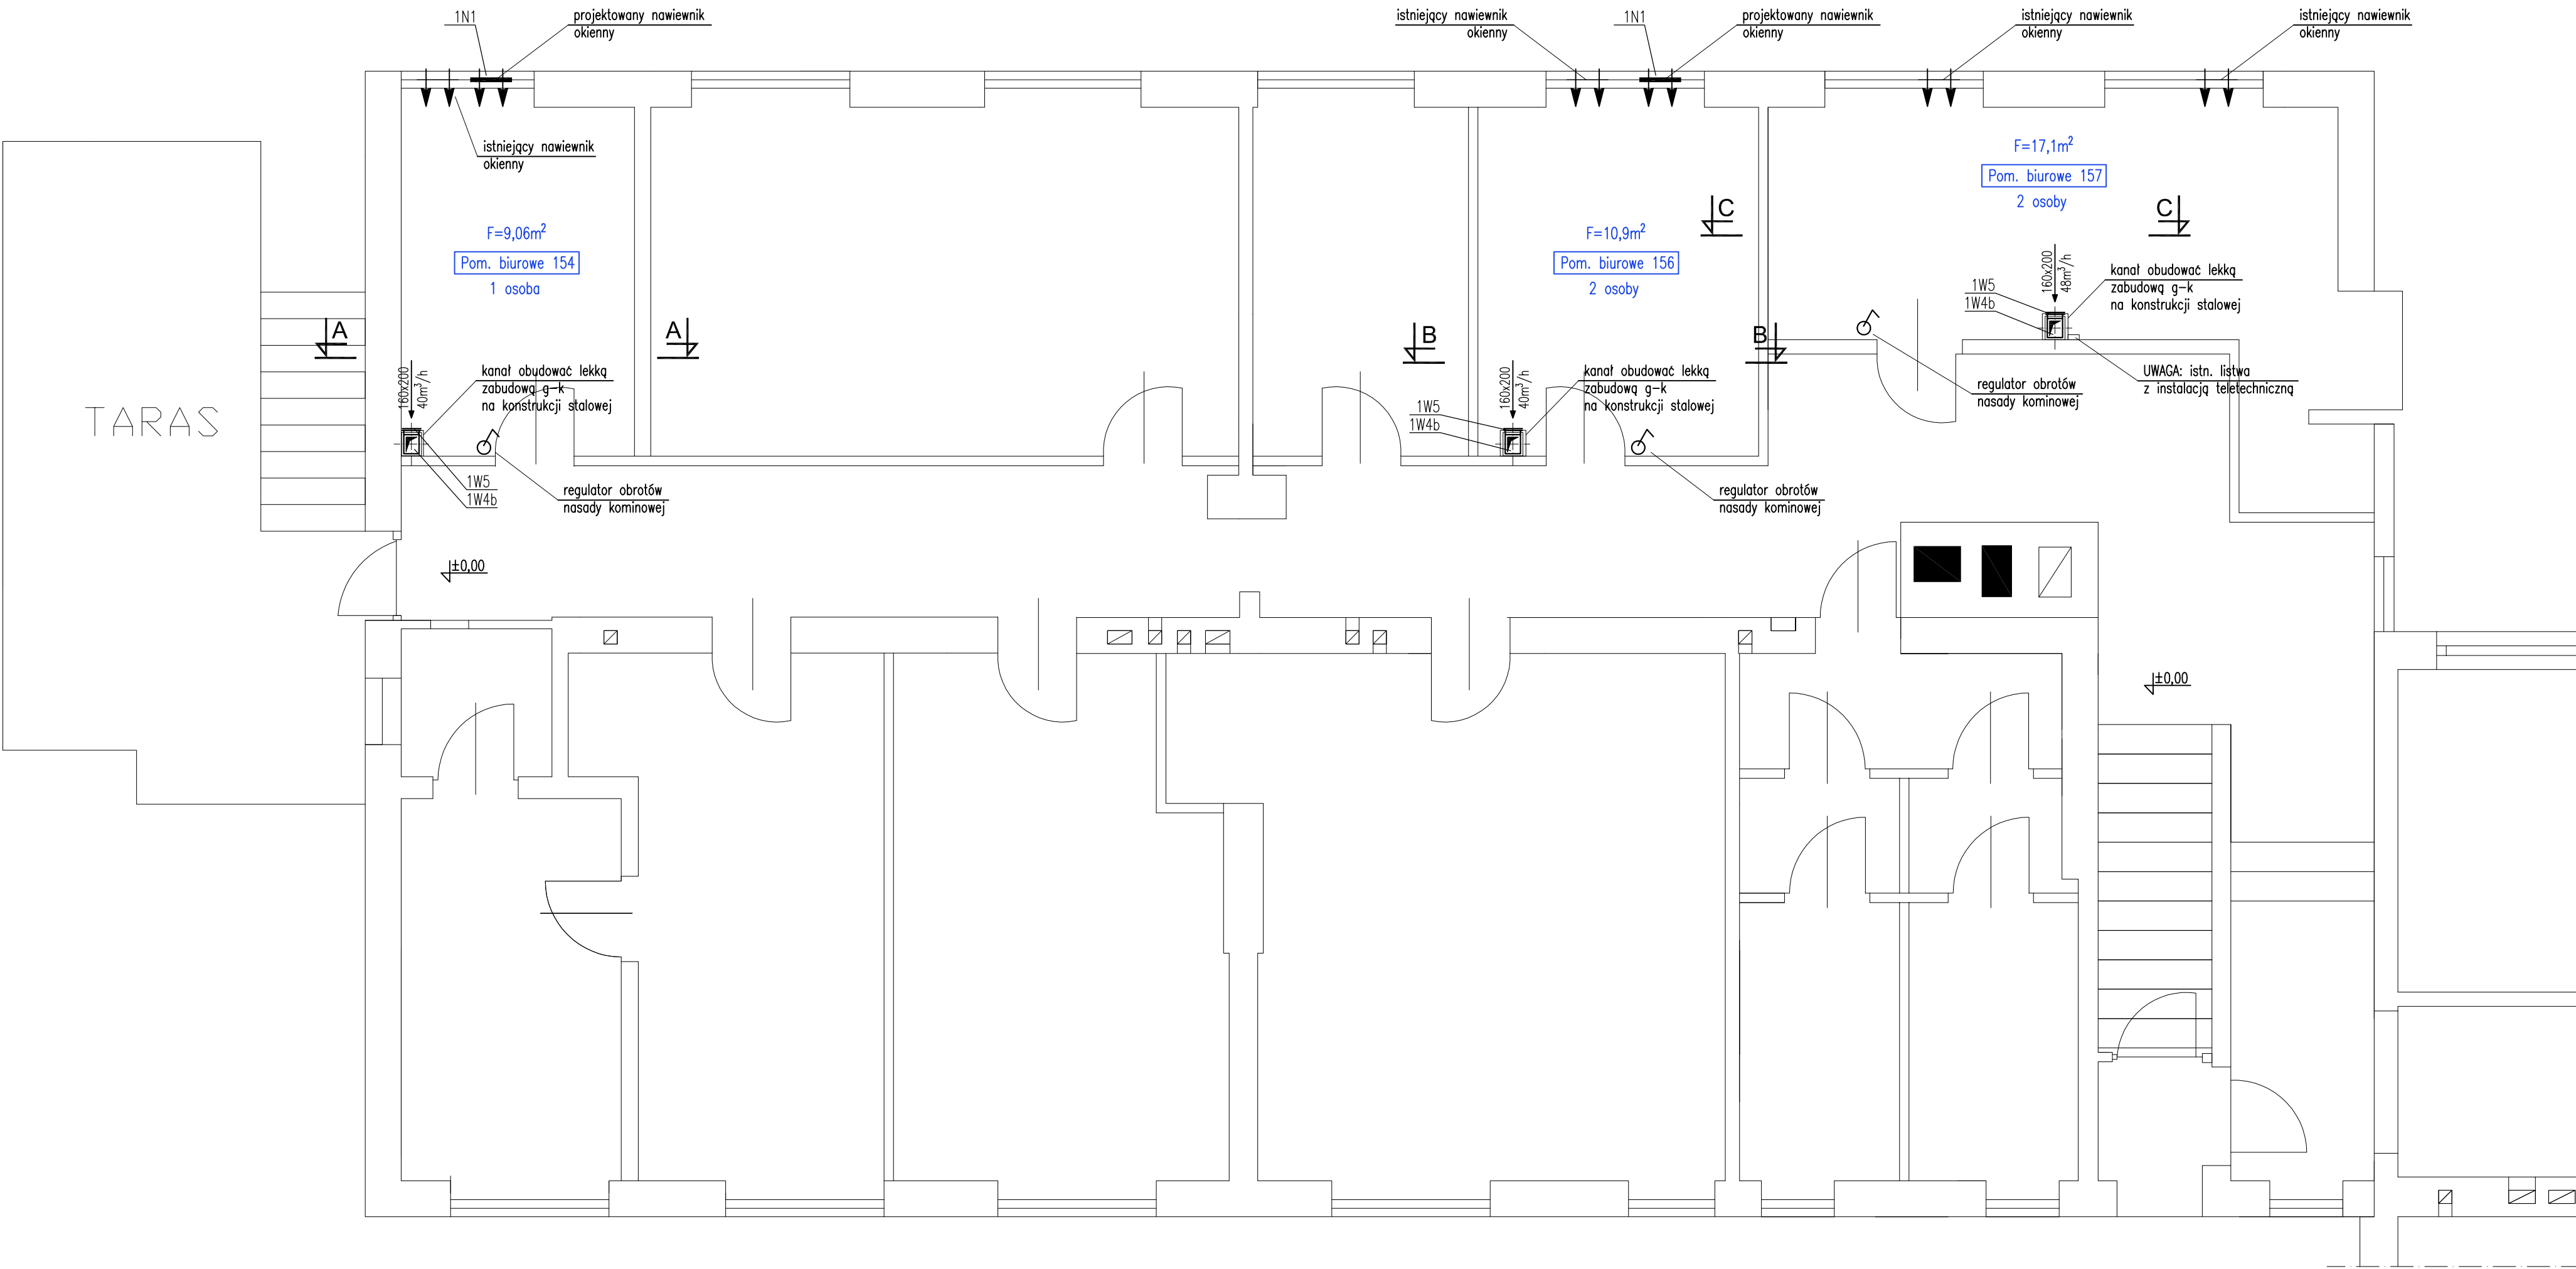 1N1
projektowany nawiewnik
okienny
istniejący nawiewnik
okienny
1N1
projektowany nawiewnik
okienny
istniejący nawiewnik
okienny
istniejący nawiewnik
okienny
istniejący nawiewnik
okienny
F=9,06m²
Pom. biurowe 154
1 osoba
F=10,9m²
Pom. biurowe 156
2 osoby
F=17,1m²
Pom. biurowe 157
2 osoby
C
C
160x200
48m³/h
1W5
1W4b
kanał obudować lekką
zabudową g-k
na konstrukcji stalowej
A
A
B
B
160x200
40m³/h
kanał obudować lekką
zabudową g-k
na konstrukcji stalowej
1W5
1W4b
regulator obrotów
nasady kominowej
160x200
40m³/h
1W5
1W4b
kanał obudować lekką
zabudową g-k
na konstrukcji stalowej
regulator obrotów
nasady kominowej
regulator obrotów
nasady kominowej
UWAGA: istn. listwa
z instalacją teletechniczną
TARAS
±0,00
±0,00